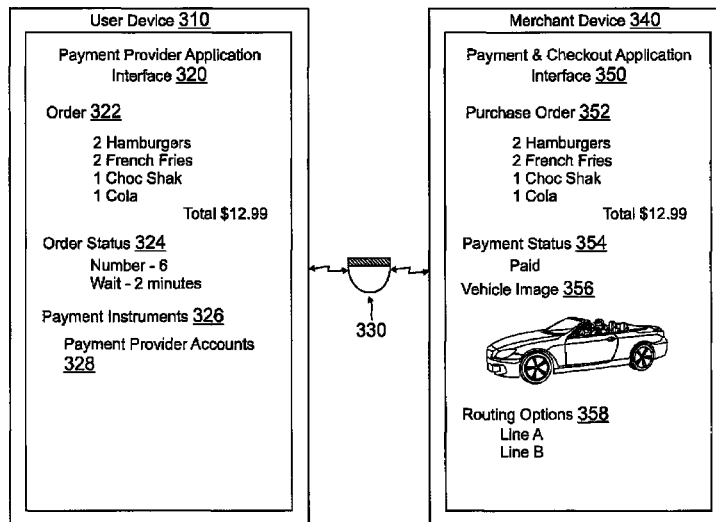 User Device 310
Payment Provider Application
Interface 320
Order 322
2 Hamburgers
2 French Fries
1 Choc Shak
1 Cola
Total $12.99
Order Status 324
Number - 6
Wait - 2 minutes
Payment Instruments 326
Payment Provider Accounts
328
330
Merchant Device 340
Payment & Checkout Application
Interface 350
Purchase Order 352
2 Hamburgers
2 French Fries
1 Choc Shak
1 Cola
Total $12.99
Payment Status 354
Paid
Vehicle Image 356
Routing Options 358
Line A
Line B